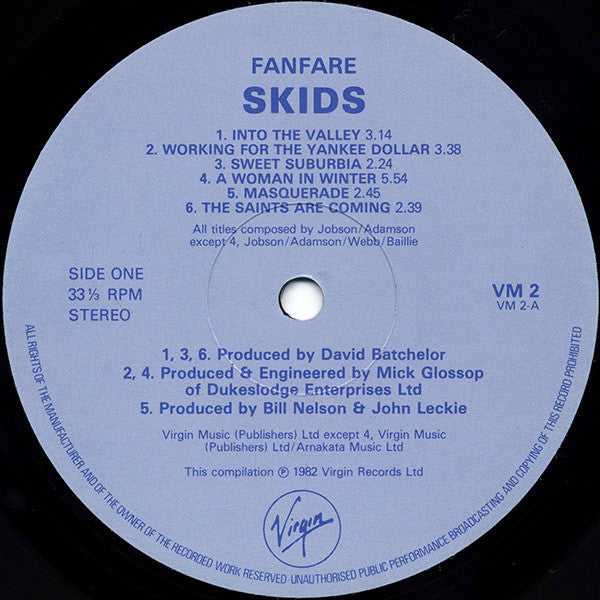 FANFARE
SKIDS
1. INTO THE VALLEY 3.14
2. WORKING FOR THE YANKEE DOLLAR 3.38
3. SWEET SUBURBIA 2.24
4. A WOMAN IN WINTER 5.54
5. MASQUERADE 2.45
6. THE SAINTS ARE COMING 2.39
All titles composed by Jobson/Adamson
except 4, Jobson/Adamson/Webb/Baillie
SIDE ONE
33⅓ RPM
STEREO
VM 2
VM 2-A
1, 3, 6. Produced by David Batchelor
2, 4. Produced & Engineered by Mick Glossop
of Dukeslodge Enterprises Ltd
5. Produced by Bill Nelson & John Leckie
Virgin Music (Publishers) Ltd except 4, Virgin Music
(Publishers) Ltd/Arnakata Music Ltd
This compilation ℗ 1982 Virgin Records Ltd
Virgin
ALL RIGHTS OF THE MANUFACTURER AND OF THE OWNER OF THE RECORDED WORK RESERVED · UNAUTHORISED PUBLIC PERFORMANCE BROADCASTING AND COPYING OF THIS RECORD PROHIBITED